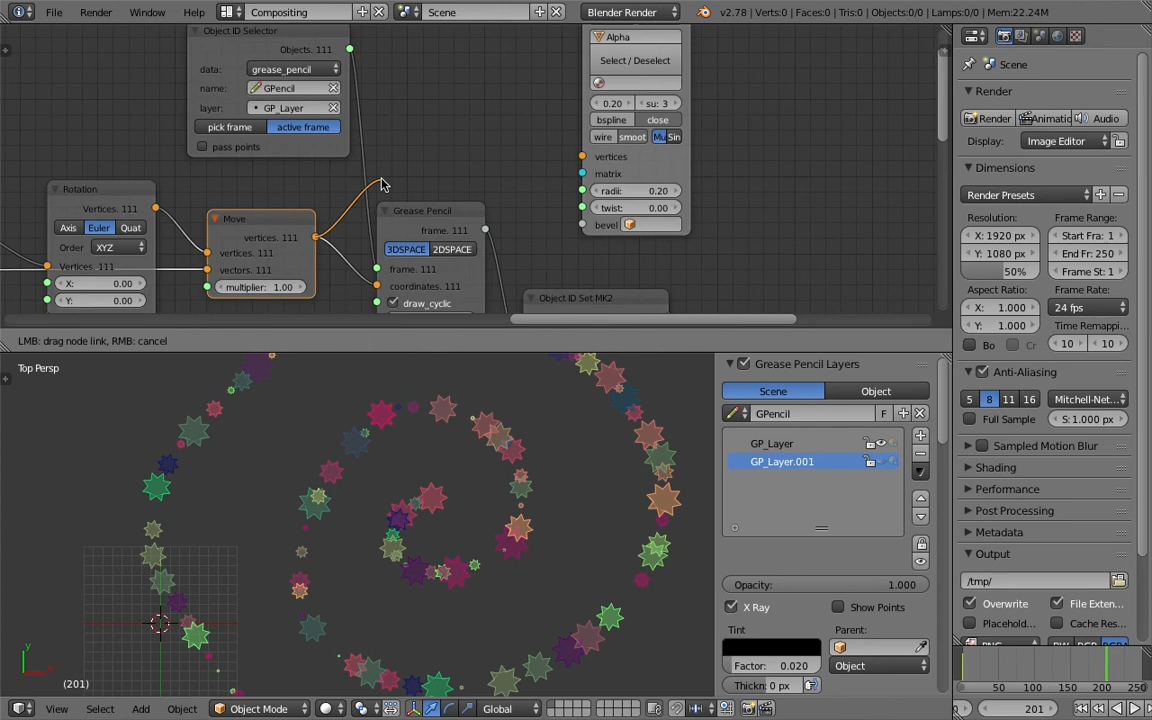 File Render Window Help Compositing Scene Blender Render v2.78 | Verts:0 | Faces:0 | Tris:0 | Objects:0/0 | Lamps:0/0 | Mem:22.24M
Object ID Selector
Objects. 111
data: grease_pencil
name: GPencil
layer: GP_Layer
pick frame active frame
pass points
Alpha
Select / Deselect
0.20 su: 3
bspline close
wire smoot Mu Sin
vertices
matrix
radii: 0.20
twist: 0.00
bevel
Rotation
Vertices. 111
Axis Euler Quat
Order XYZ
Vertices. 111
X: 0.00
Y: 0.00
Move
vertices. 111
vertices. 111
vectors. 111
multiplier: 1.00
Grease Pencil
frame. 111
3DSPACE 2DSPACE
frame. 111
coordinates. 111
draw_cyclic
Object ID Set MK2
LMB: drag node link, RMB: cancel
Top Persp
y
x
(201)
Grease Pencil Layers
Scene Object
GPencil F
GP_Layer
GP_Layer.001
Opacity: 1.000
X Ray Show Points
Tint Parent:
Factor: 0.020 Object
Thickn: 0 px
View Select Add Object Object Mode Global
Scene
Render
Render Animatic Audio
Display: Image Editor
Dimensions
Render Presets
Resolution: Frame Range:
X: 1920 px Start Fra: 1
Y: 1080 px End Fr: 250
50% Frame St: 1
Aspect Ratio: Frame Rate:
X: 1.000 24 fps
Y: 1.000 Time Remappi...
Bo Cr 10 10
Anti-Aliasing
5 8 11 16 Mitchell-Net...
Full Sample S: 1.000 px
Sampled Motion Blur
Shading
Performance
Post Processing
Metadata
Output
/tmp/
Overwrite File Exten...
Placehold... Cache Res...
50 100 150 200 250
201